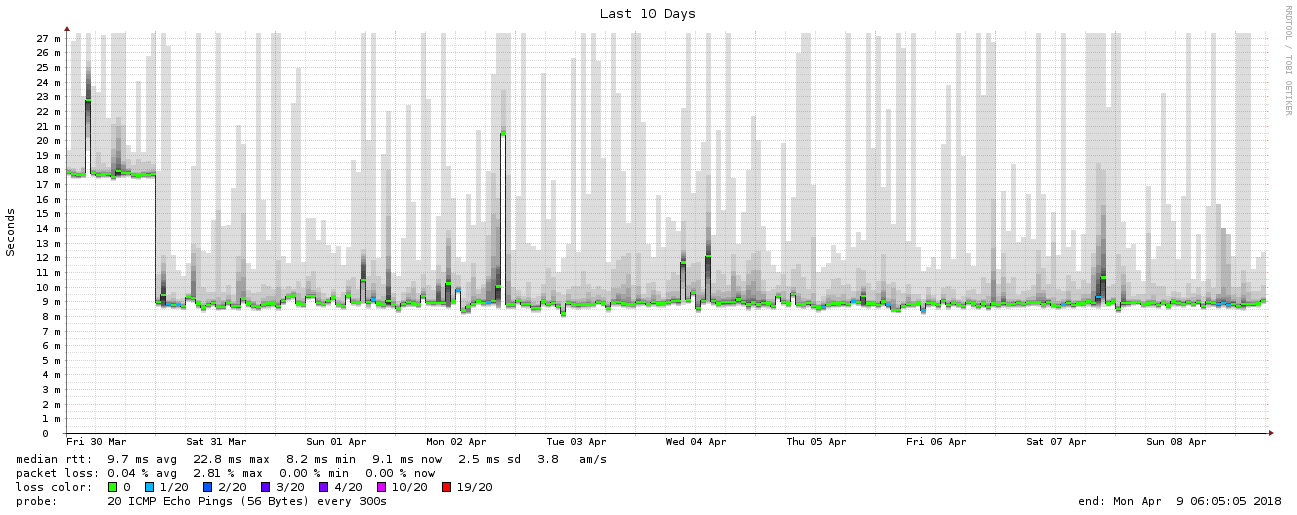 Last 10 Days
RRDTOOL / TOBI OETIKER
Seconds
27 m
26 m
25 m
24 m
23 m
22 m
21 m
20 m
19 m
18 m
17 m
16 m
15 m
14 m
13 m
12 m
11 m
10 m
9 m
8 m
7 m
6 m
5 m
4 m
3 m
2 m
1 m
0
Fri 30 Mar Sat 31 Mar Sun 01 Apr Mon 02 Apr Tue 03 Apr Wed 04 Apr Thu 05 Apr Fri 06 Apr Sat 07 Apr Sun 08 Apr
median rtt: 9.7 ms avg 22.8 ms max 8.2 ms min 9.1 ms now 2.5 ms sd 3.8 am/s
packet loss: 0.04 % avg 2.81 % max 0.00 % min 0.00 % now
loss color: 0 1/20 2/20 3/20 4/20 10/20 19/20
probe: 20 ICMP Echo Pings (56 Bytes) every 300s end: Mon Apr 9 06:05:05 2018